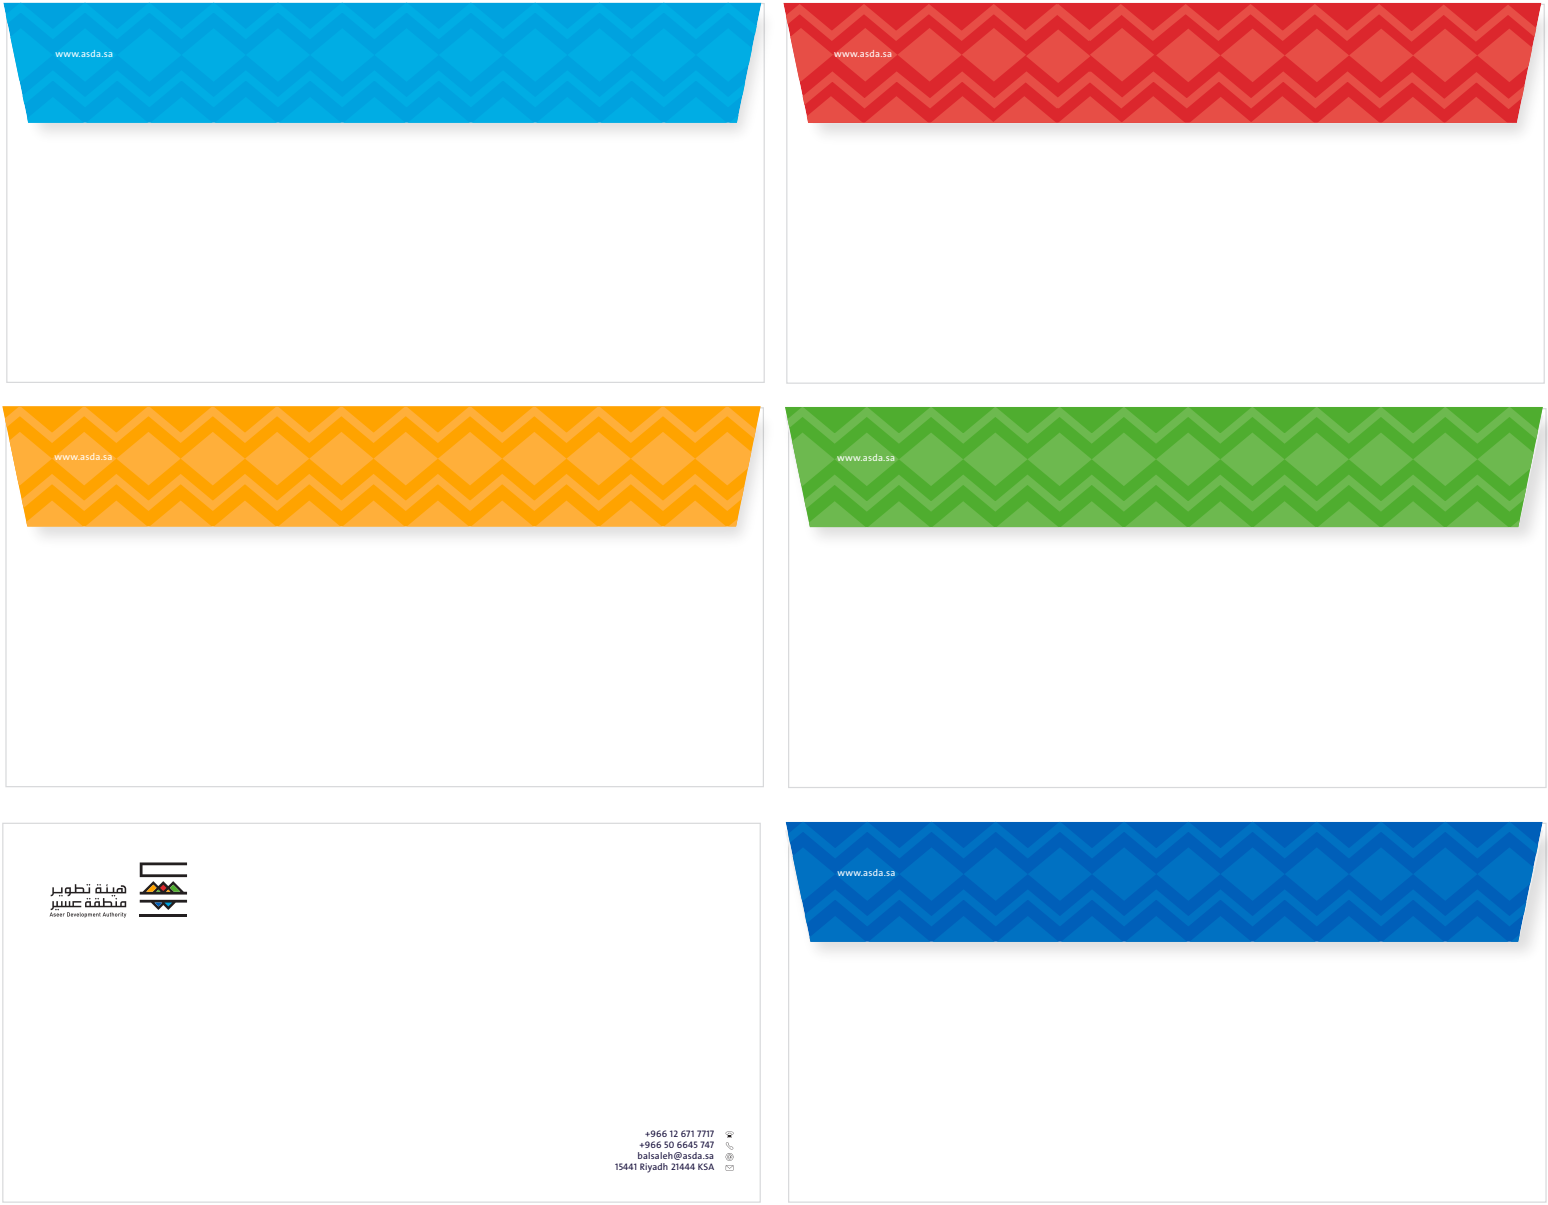 www.asda.sa
www.asda.sa
www.asda.sa
www.asda.sa
هيئة تطوير
منطقة عسير
Aseer Development Authority
www.asda.sa
+966 12 671 7717
+966 50 6645 747
balsaleh@asda.sa
15441 Riyadh 21444 KSA